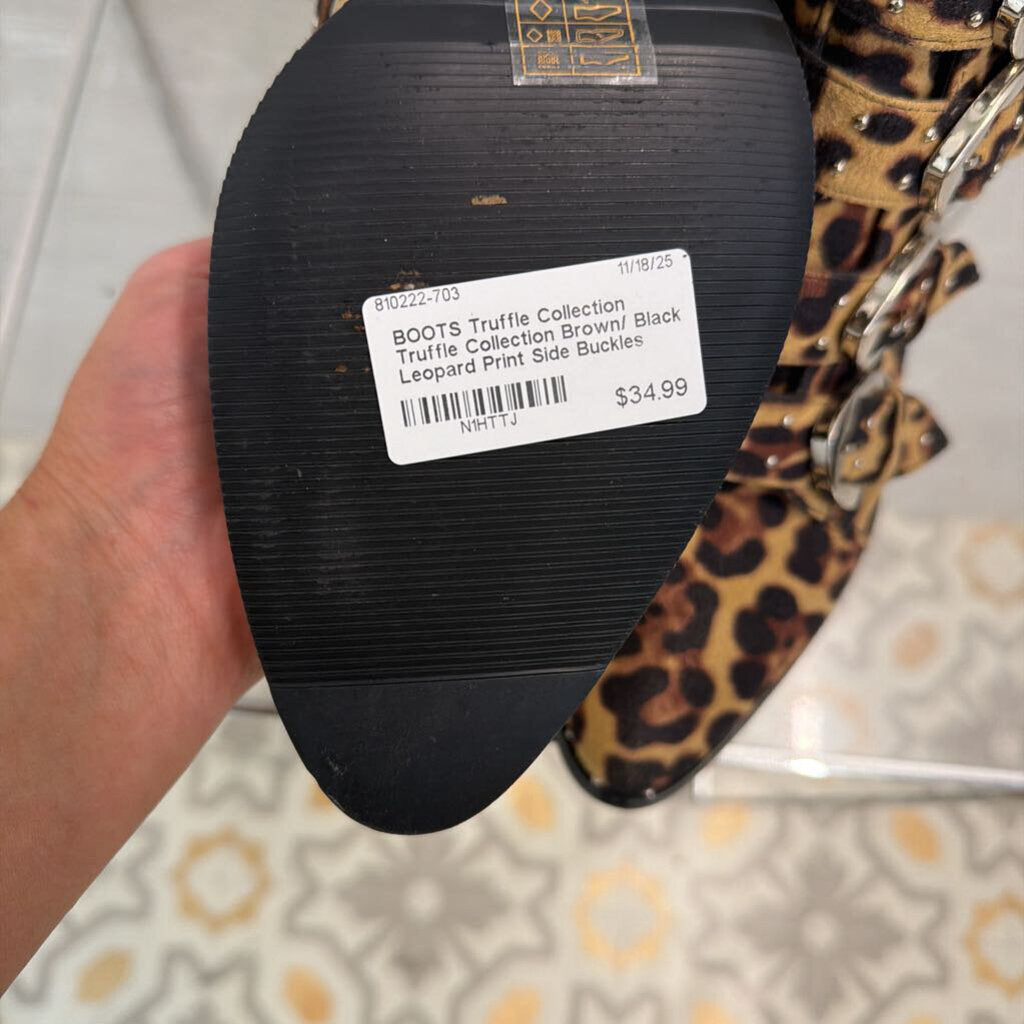 810222-703 11/18/25
BOOTS Truffle Collection
Truffle Collection Brown/ Black
Leopard Print Side Buckles
$34.99
N1HTTJ